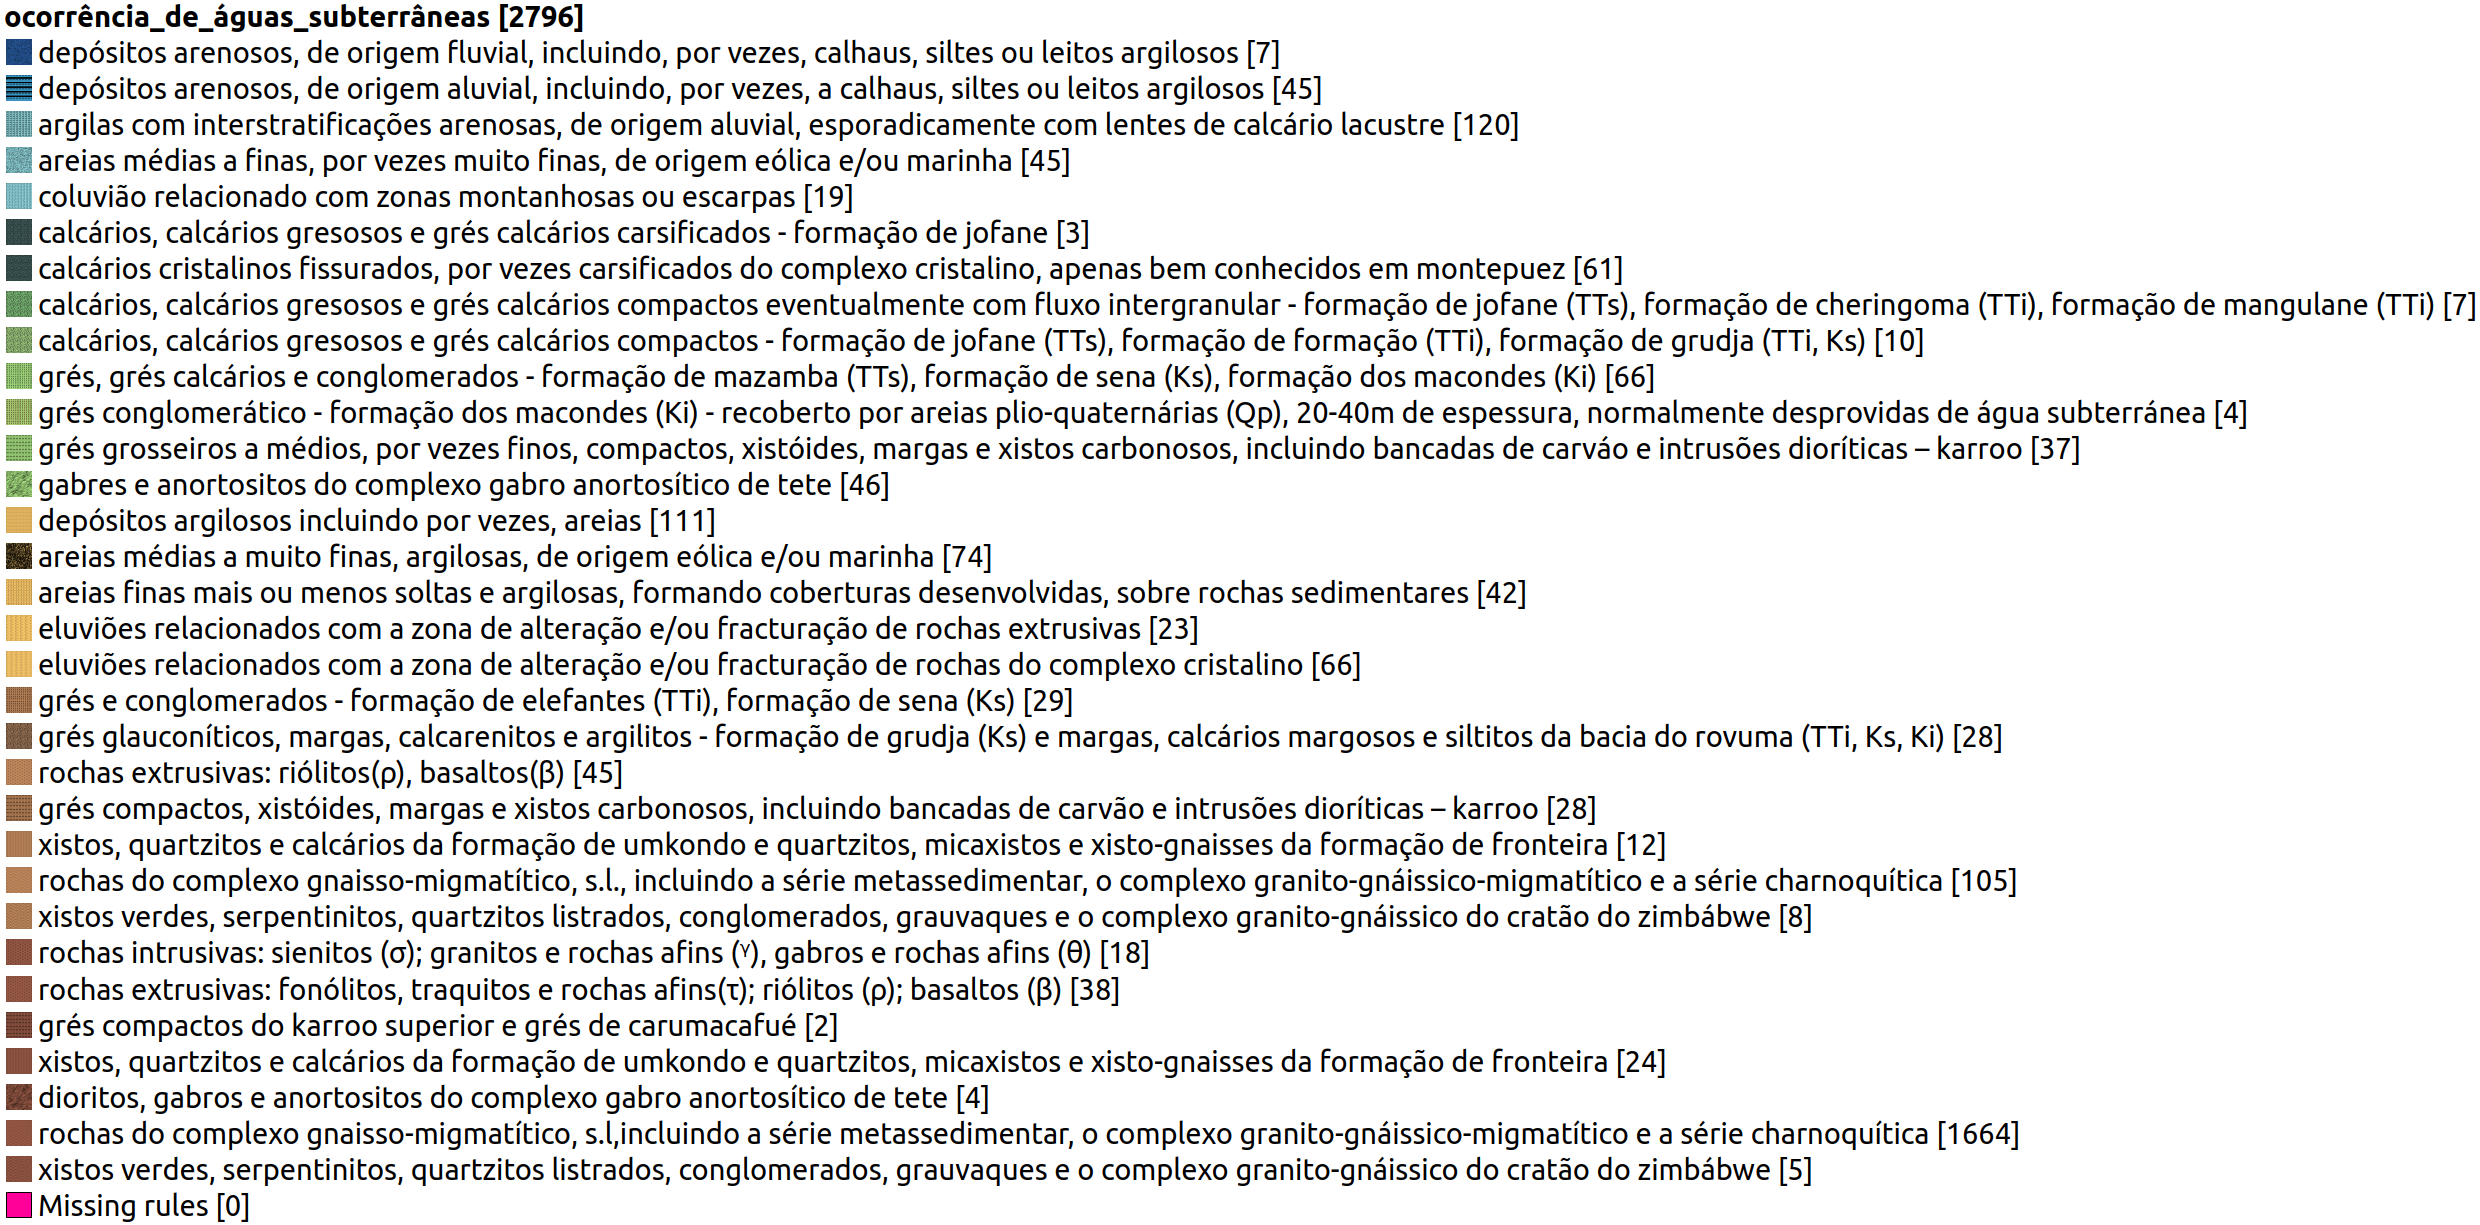 ocorrência_de_águas_subterrâneas [2796]
depósitos arenosos, de origem fluvial, incluindo, por vezes, calhaus, siltes ou leitos argilosos [7]
depósitos arenosos, de origem aluvial, incluindo, por vezes, a calhaus, siltes ou leitos argilosos [45]
argilas com interstratificações arenosas, de origem aluvial, esporadicamente com lentes de calcário lacustre [120]
areias médias a finas, por vezes muito finas, de origem eólica e/ou marinha [45]
coluvião relacionado com zonas montanhosas ou escarpas [19]
calcários, calcários gresosos e grés calcários carsificados - formação de jofane [3]
calcários cristalinos fissurados, por vezes carsificados do complexo cristalino, apenas bem conhecidos em montepuez [61]
calcários, calcários gresosos e grés calcários compactos eventualmente com fluxo intergranular - formação de jofane (TTs), formação de cheringoma (TTi), formação de mangulane (TTi) [7]
calcários, calcários gresosos e grés calcários compactos - formação de jofane (TTs), formação de formação (TTi), formação de grudja (TTi, Ks) [10]
grés, grés calcários e conglomerados - formação de mazamba (TTs), formação de sena (Ks), formação dos macondes (Ki) [66]
grés conglomerático - formação dos macondes (Ki) - recoberto por areias plio-quaternárias (Qp), 20-40m de espessura, normalmente desprovidas de água subterránea [4]
grés grosseiros a médios, por vezes finos, compactos, xistóides, margas e xistos carbonosos, incluindo bancadas de carváo e intrusões dioríticas – karroo [37]
gabres e anortositos do complexo gabro anortosítico de tete [46]
depósitos argilosos incluindo por vezes, areias [111]
areias médias a muito finas, argilosas, de origem eólica e/ou marinha [74]
areias finas mais ou menos soltas e argilosas, formando coberturas desenvolvidas, sobre rochas sedimentares [42]
eluviões relacionados com a zona de alteração e/ou fracturação de rochas extrusivas [23]
eluviões relacionados com a zona de alteração e/ou fracturação de rochas do complexo cristalino [66]
grés e conglomerados - formação de elefantes (TTi), formação de sena (Ks) [29]
grés glauconíticos, margas, calcarenitos e argilitos - formação de grudja (Ks) e margas, calcários margosos e siltitos da bacia do rovuma (TTi, Ks, Ki) [28]
rochas extrusivas: riólitos(ρ), basaltos(β) [45]
grés compactos, xistóides, margas e xistos carbonosos, incluindo bancadas de carvão e intrusões dioríticas – karroo [28]
xistos, quartzitos e calcários da formação de umkondo e quartzitos, micaxistos e xisto-gnaisses da formação de fronteira [12]
rochas do complexo gnaisso-migmatítico, s.l., incluindo a série metassedimentar, o complexo granito-gnáissico-migmatítico e a série charnoquítica [105]
xistos verdes, serpentinitos, quartzitos listrados, conglomerados, grauvaques e o complexo granito-gnáissico do cratão do zimbábwe [8]
rochas intrusivas: sienitos (σ); granitos e rochas afins (ᵞ), gabros e rochas afins (θ) [18]
rochas extrusivas: fonólitos, traquitos e rochas afins(τ); riólitos (ρ); basaltos (β) [38]
grés compactos do karroo superior e grés de carumacafué [2]
xistos, quartzitos e calcários da formação de umkondo e quartzitos, micaxistos e xisto-gnaisses da formação de fronteira [24]
dioritos, gabros e anortositos do complexo gabro anortosítico de tete [4]
rochas do complexo gnaisso-migmatítico, s.l,incluindo a série metassedimentar, o complexo granito-gnáissico-migmatítico e a série charnoquítica [1664]
xistos verdes, serpentinitos, quartzitos listrados, conglomerados, grauvaques e o complexo granito-gnáissico do cratão do zimbábwe [5]
Missing rules [0]